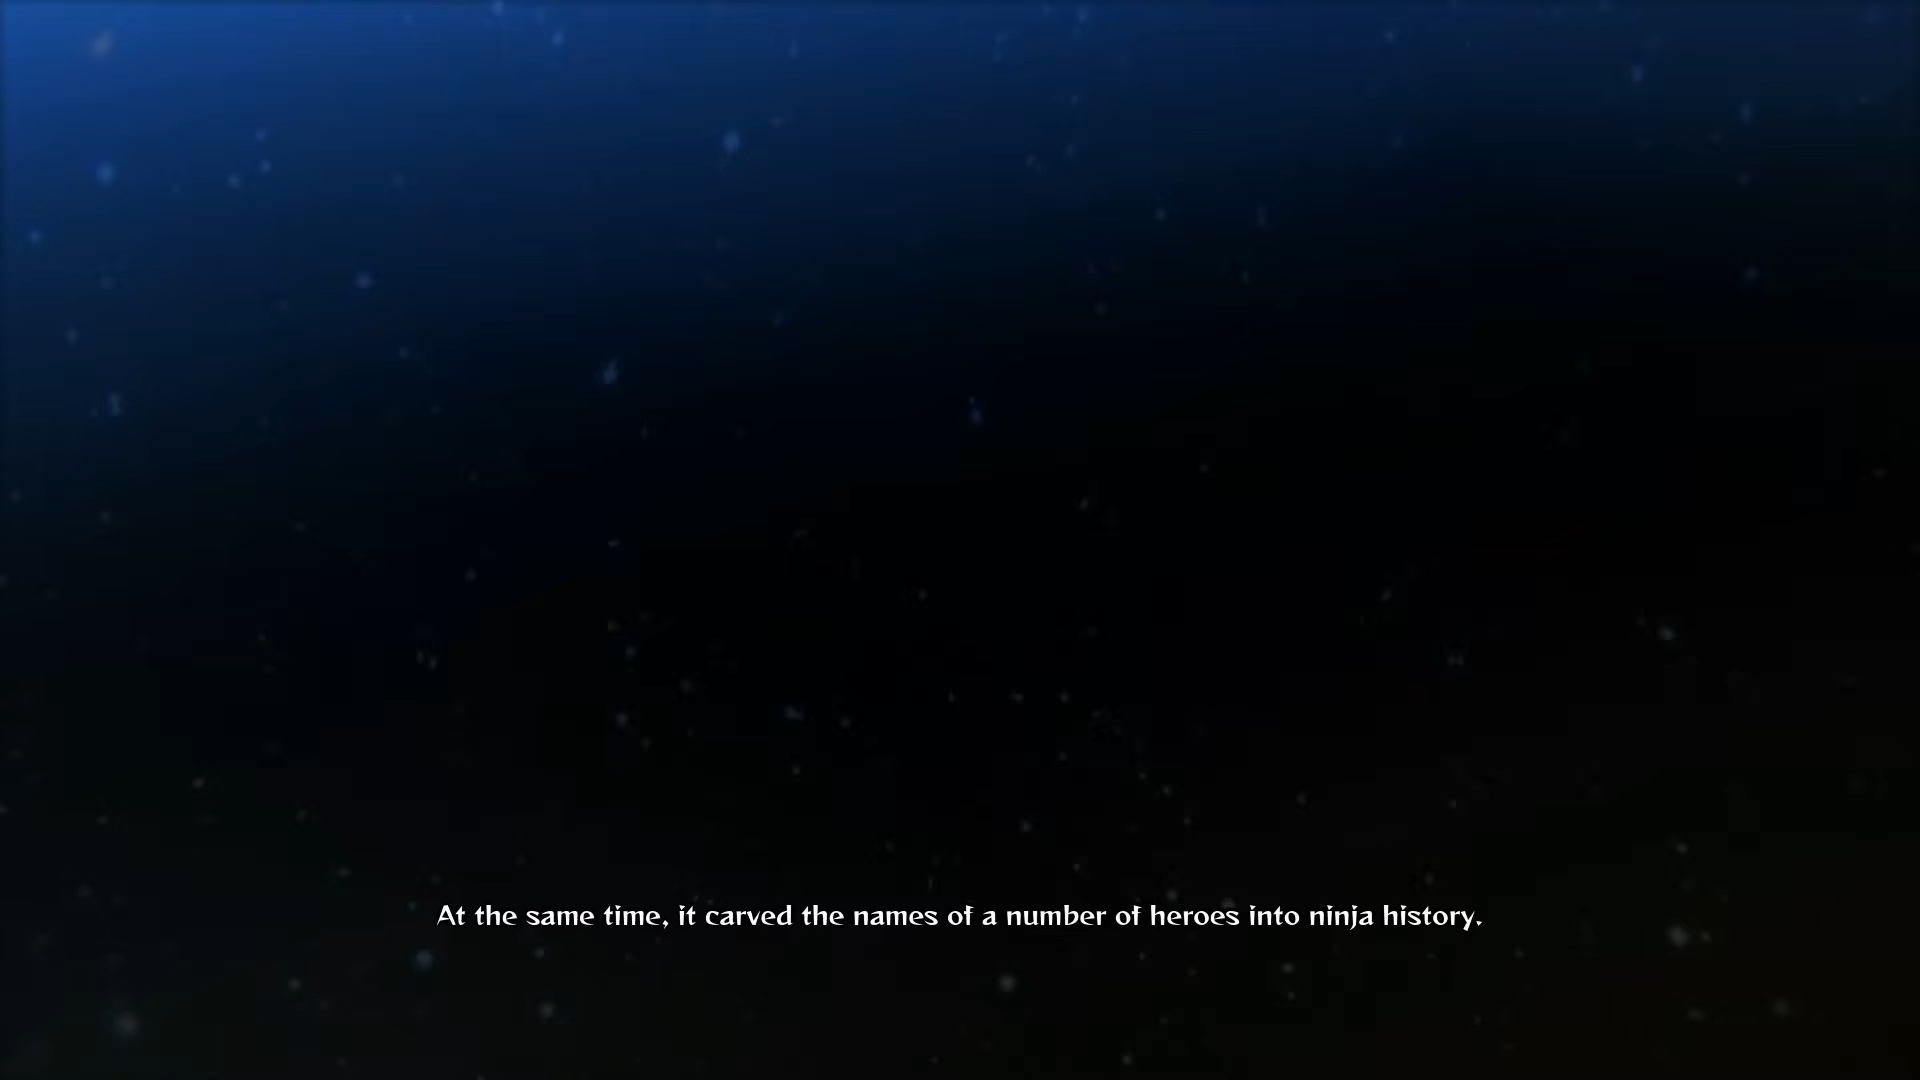 At the same time, it carved the names of a number of heroes into ninja history.